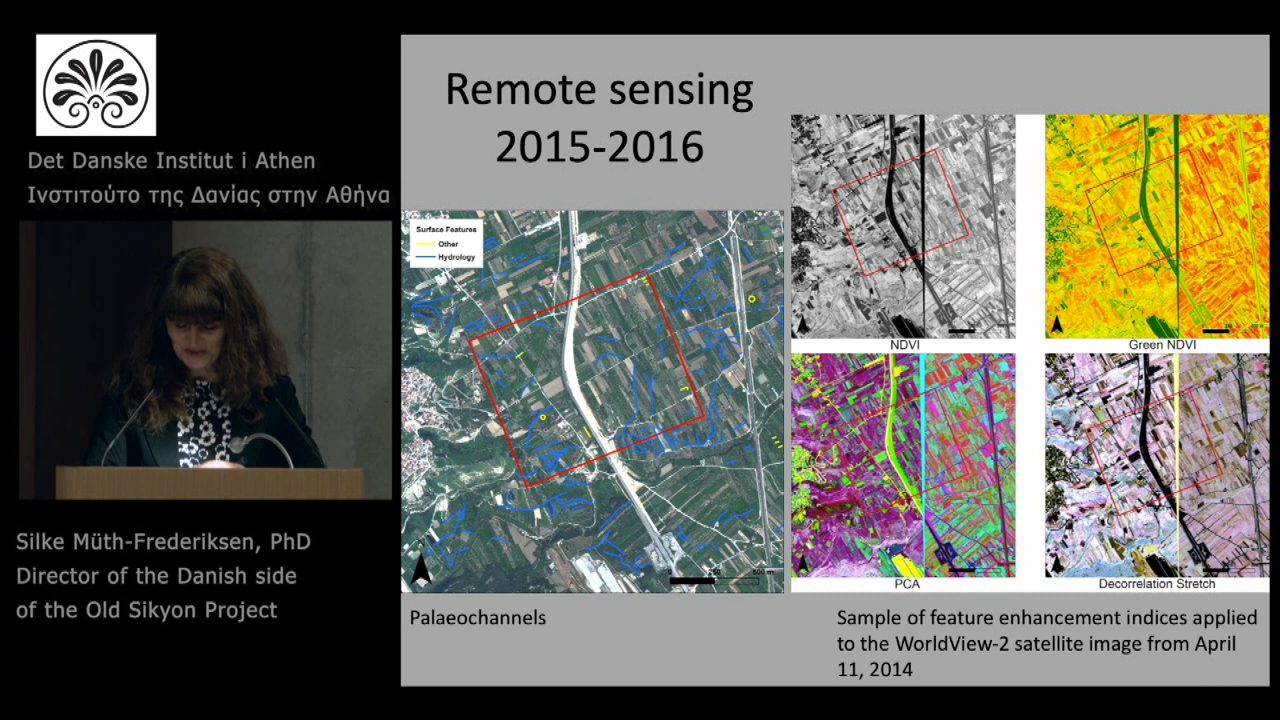 Det Danske Institut i Athen
Ινστιτούτο της Δανίας στην Αθήνα
Silke Müth-Frederiksen, PhD
Director of the Danish side
of the Old Sikyon Project
Remote sensing
2015-2016
Surface Features
Other
Hydrology
Palaeochannels
NDVI
Green NDVI
PCA
Decorrelation Stretch
Sample of feature enhancement indices applied
to the WorldView-2 satellite image from April
11, 2014